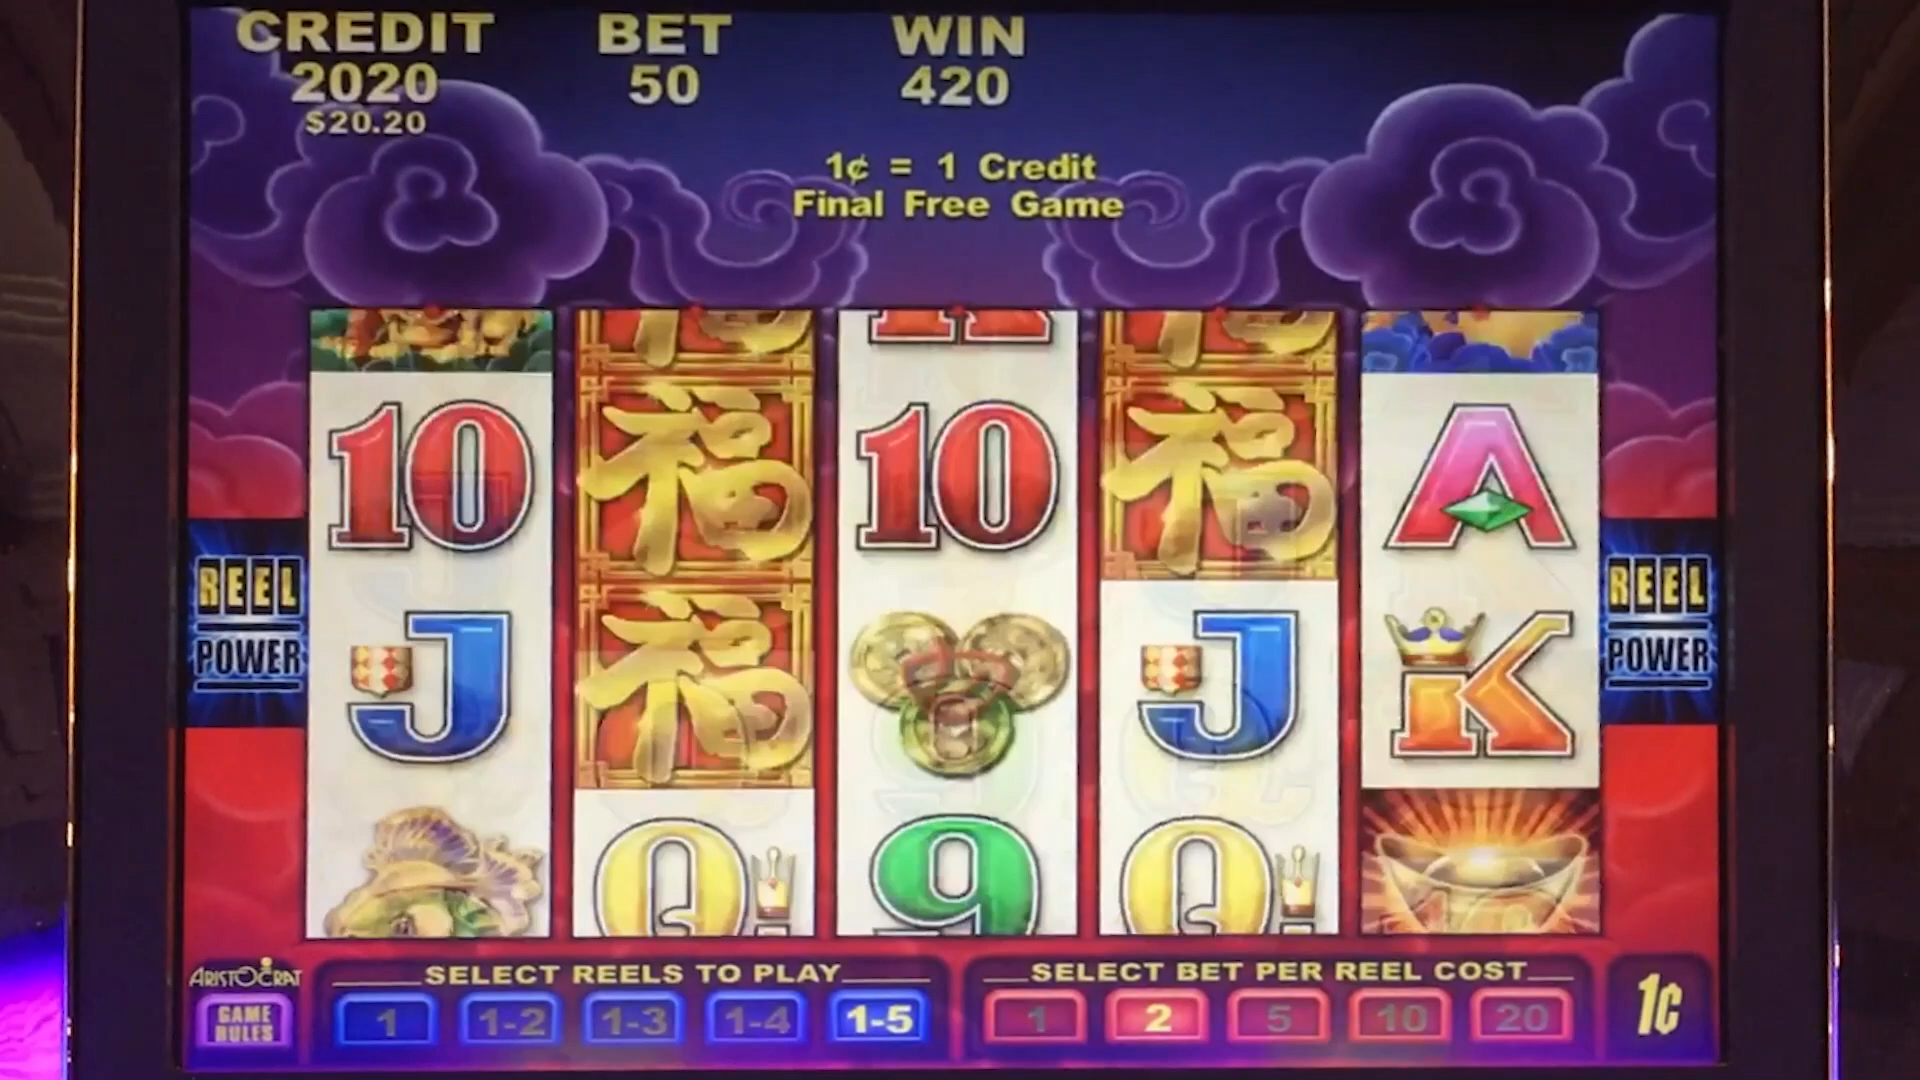 CREDIT BET WIN
2020 50 420
$20.20
1¢ = 1 Credit
Final Free Game
10 福 10 福 A
REEL POWER
J 福 J K
REEL POWER
Q 9 Q
ARISTOCRAT
SELECT REELS TO PLAY
SELECT BET PER REEL COST
GAME RULES
1 1-2 1-3 1-4 1-5
1 2 5 10 20
1¢